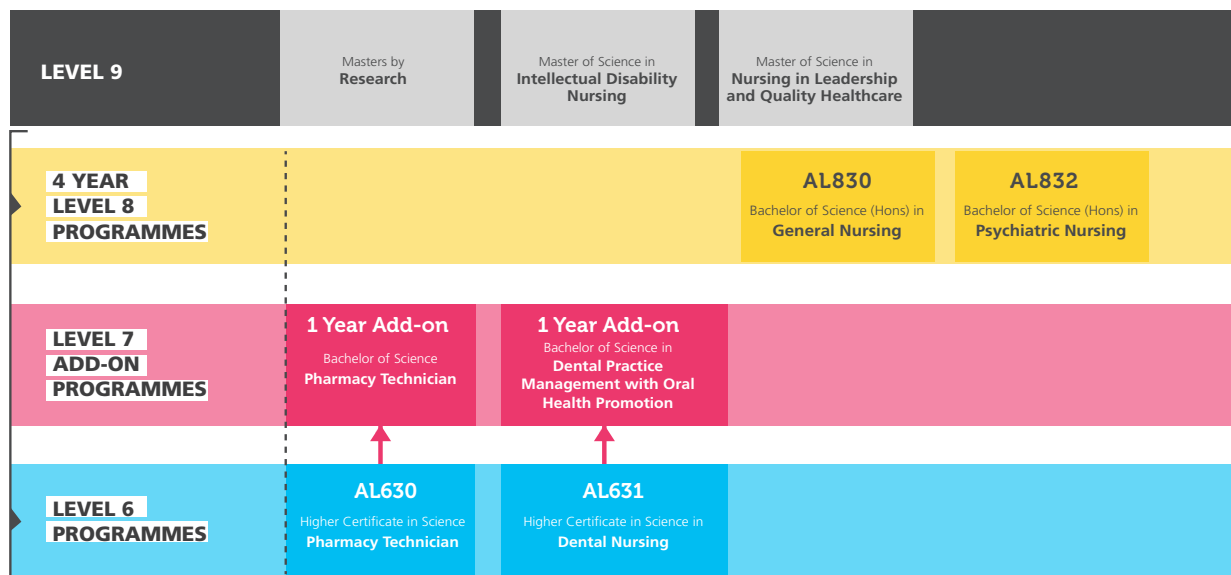 LEVEL 9
Masters by
Research
Master of Science in
Intellectual Disability
Nursing
Master of Science in
Nursing in Leadership
and Quality Healthcare
4 YEAR
LEVEL 8
PROGRAMMES
AL830
Bachelor of Science (Hons) in
General Nursing
AL832
Bachelor of Science (Hons) in
Psychiatric Nursing
LEVEL 7
ADD-ON
PROGRAMMES
1 Year Add-on
Bachelor of Science
Pharmacy Technician
1 Year Add-on
Bachelor of Science in
Dental Practice
Management with Oral
Health Promotion
LEVEL 6
PROGRAMMES
AL630
Higher Certificate in Science
Pharmacy Technician
AL631
Higher Certificate in Science in
Dental Nursing